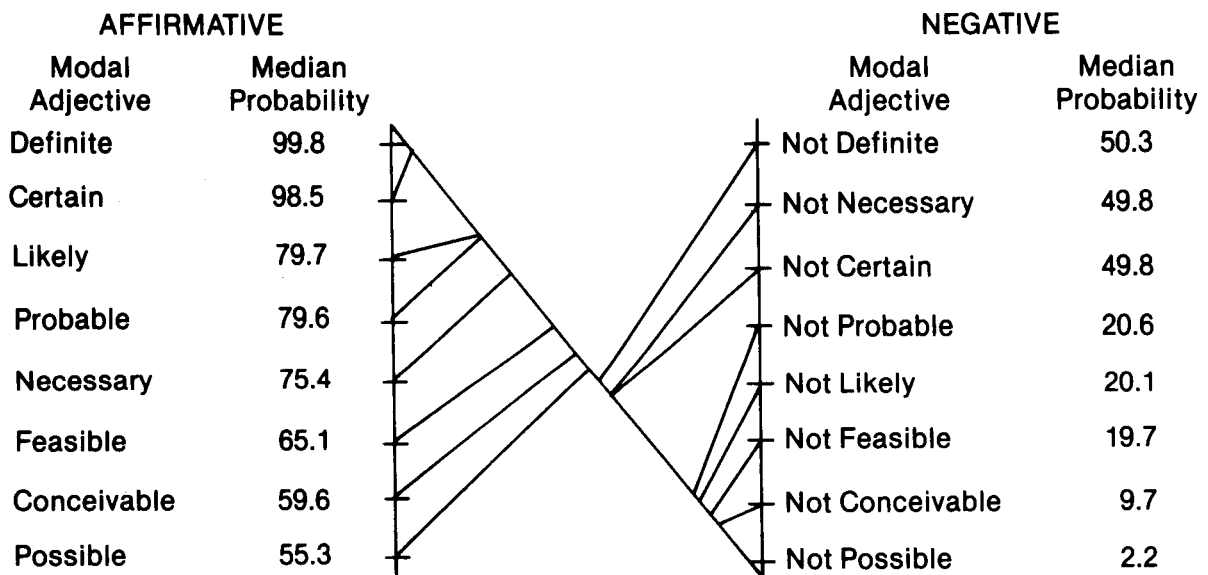 AFFIRMATIVE NEGATIVE
Modal Median Modal Median
Adjective Probability Adjective Probability
Definite 99.8 Not Definite 50.3
Certain 98.5 Not Necessary 49.8
Likely 79.7 Not Certain 49.8
Probable 79.6 Not Probable 20.6
Necessary 75.4 Not Likely 20.1
Feasible 65.1 Not Feasible 19.7
Conceivable 59.6 Not Conceivable 9.7
Possible 55.3 Not Possible 2.2